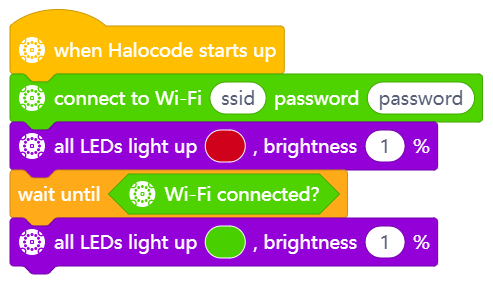 when Halocode starts up
connect to Wi-Fi ssid password password
all LEDs light up , brightness 1 %
wait until Wi-Fi connected?
all LEDs light up , brightness 1 %